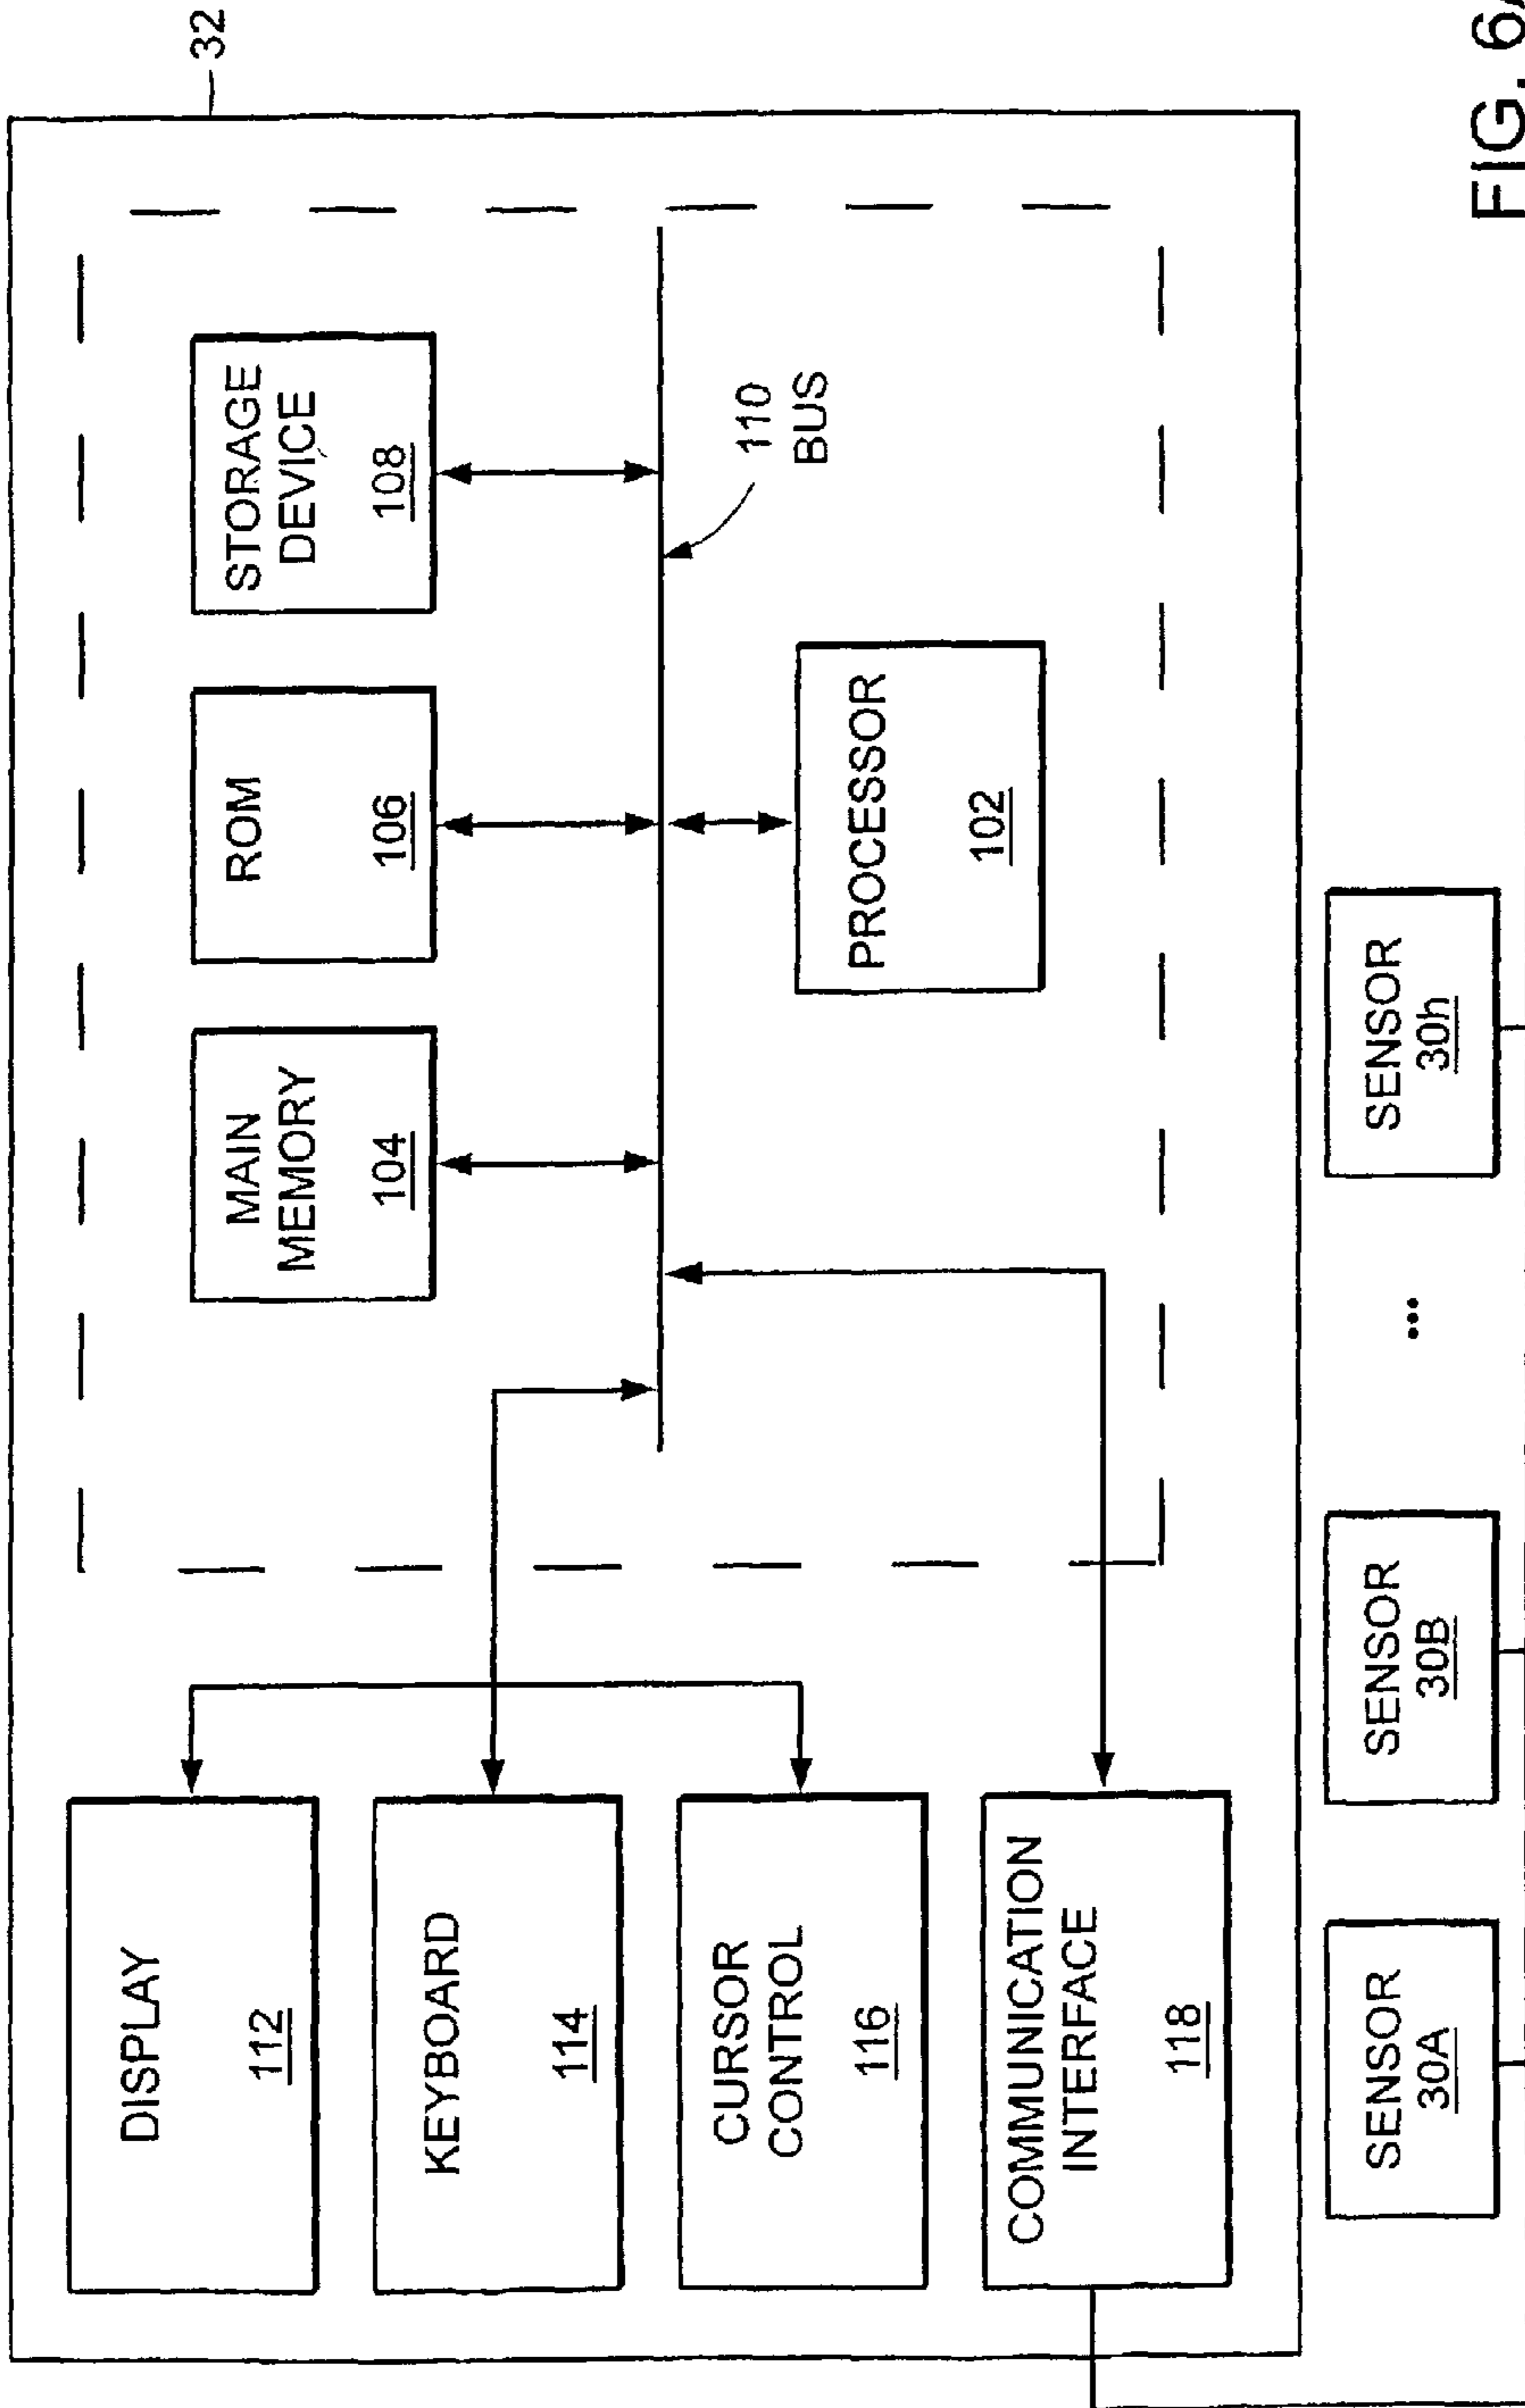 32
DISPLAY
112
KEYBOARD
114
CURSOR
CONTROL
116
COMMUNICATION
INTERFACE
118
MAIN
MEMORY
104
ROM
106
STORAGE
DEVICE
108
110
BUS
PROCESSOR
102
SENSOR
30A
SENSOR
30B
...
SENSOR
30h
FIG. 6A